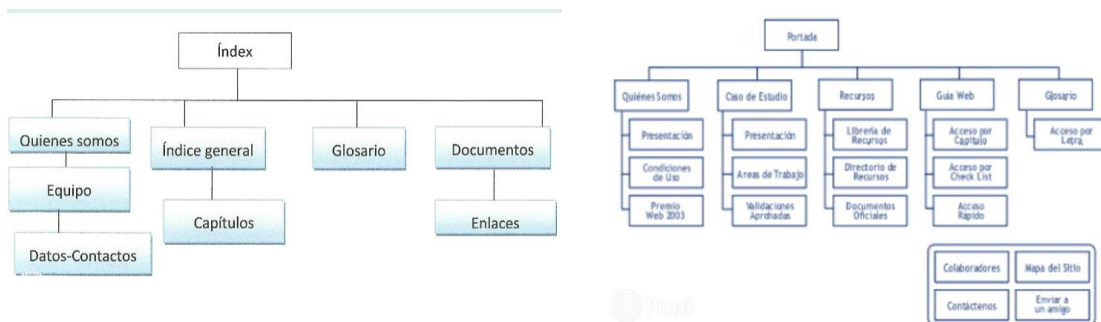 Índex
Quienes somos
Índice general
Glosario
Documentos
Equipo
Capítulos
Enlaces
Datos-Contactos
Portada
Quiénes Somos
Caso de Estudio
Recursos
Guía Web
Glosario
Presentación
Condiciones
de Uso
Premio
Web 2003
Presentación
Areas de Trabajo
Validaciones
Aprobadas
Librería de
Recursos
Directorio de
Recursos
Documentos
Oficiales
Acceso por
Capítulo
Acceso por
Check List
Acceso
Rápido
Acceso por
Letra
Colaboradores
Mapa del Sitio
Contáctenos
Enviar a
un amigo
Prezi